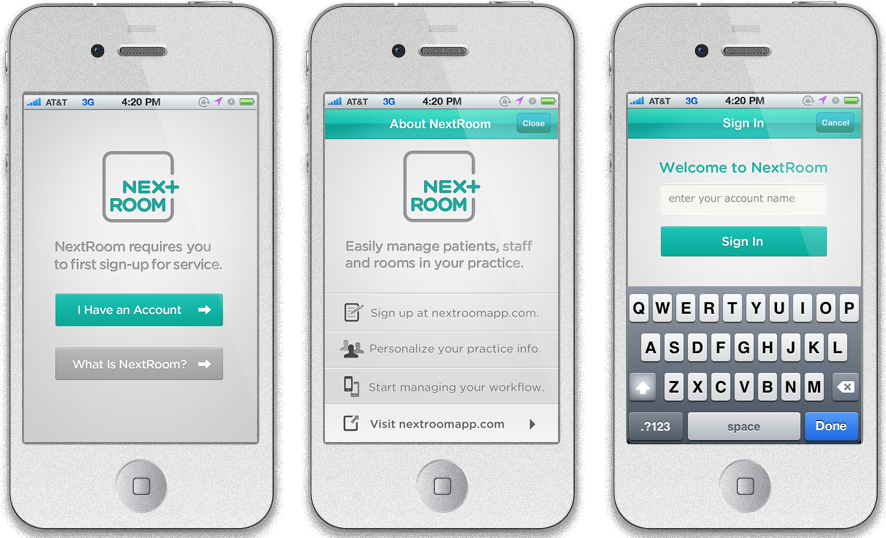 AT&T 3G 4:20 PM
NEXT
ROOM
NextRoom requires you
to first sign-up for service.
I Have an Account
What Is NextRoom?
AT&T 3G 4:20 PM
About NextRoom Close
NEXT
ROOM
Easily manage patients, staff
and rooms in your practice.
Sign up at nextroomapp.com.
Personalize your practice info.
Start managing your workflow.
Visit nextroomapp.com
AT&T 3G 4:20 PM
Sign In Cancel
Welcome to NextRoom
enter your account name
Sign In
Q W E R T Y U I O P
A S D F G H J K L
Z X C V B N M
.?123 space Done